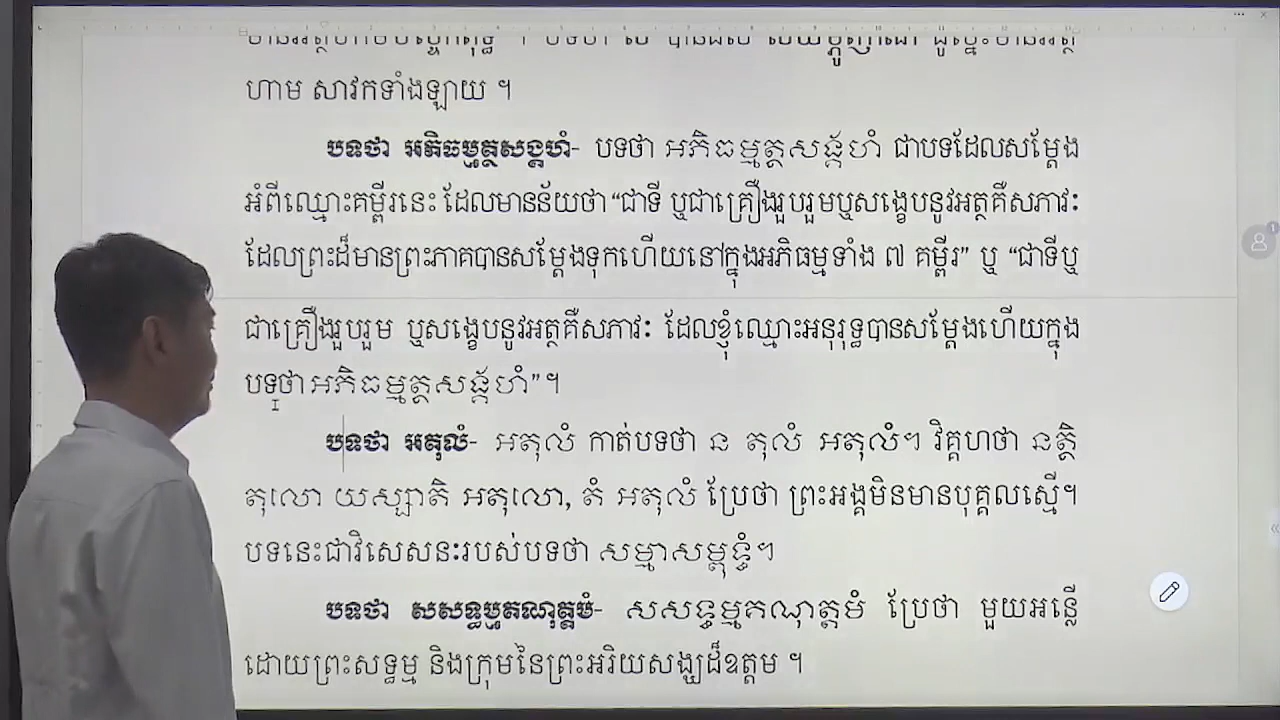 ហាម សាវកទាំងឡាយ ។
បទថា អភិធម្មត្ថសង្គហំ- បទថា អភិធម្មត្ថសង្គហំ ជាបទដែលសម្ដែង
អំពីឈ្មោះគម្ពីរនេះ ដែលមានន័យថា “ជាទី ឬជាគ្រឿងរួបរួមឬសង្ខេបនូវអត្ថគឺសភាវៈ
ដែលព្រះដ៏មានព្រះភាគបានសម្ដែងទុកហើយនៅក្នុងអភិធម្មទាំង ៧ គម្ពីរ” ឬ “ជាទីឬ
ជាគ្រឿងរួបរួម ឬសង្ខេបនូវអត្ថគឺសភាវៈ ដែលខ្ញុំឈ្មោះអនុរុទ្ធបានសម្ដែងហើយក្នុង
បទថា អភិធម្មត្ថសង្គហំ” ។
បទថា អតុលំ- អតុលំ កាត់បទថា ន តុលំ អតុលំ។ វិគ្គហថា នត្ថិ
តុលោ យស្សាតិ អតុលោ, តំ អតុលំ ប្រែថា ព្រះអង្គមិនមានបុគ្គលស្មើ។
បទនេះជាវិសេសនៈរបស់បទថា សម្មាសម្ពុទ្ធំ។
បទថា សសទ្ធម្មគណុត្តមំ- សសទ្ធម្មគណុត្តមំ ប្រែថា មួយអន្លើ
ដោយព្រះសទ្ធម្ម និងក្រុមនៃព្រះអរិយសង្ឃដ៏ឧត្តម ។